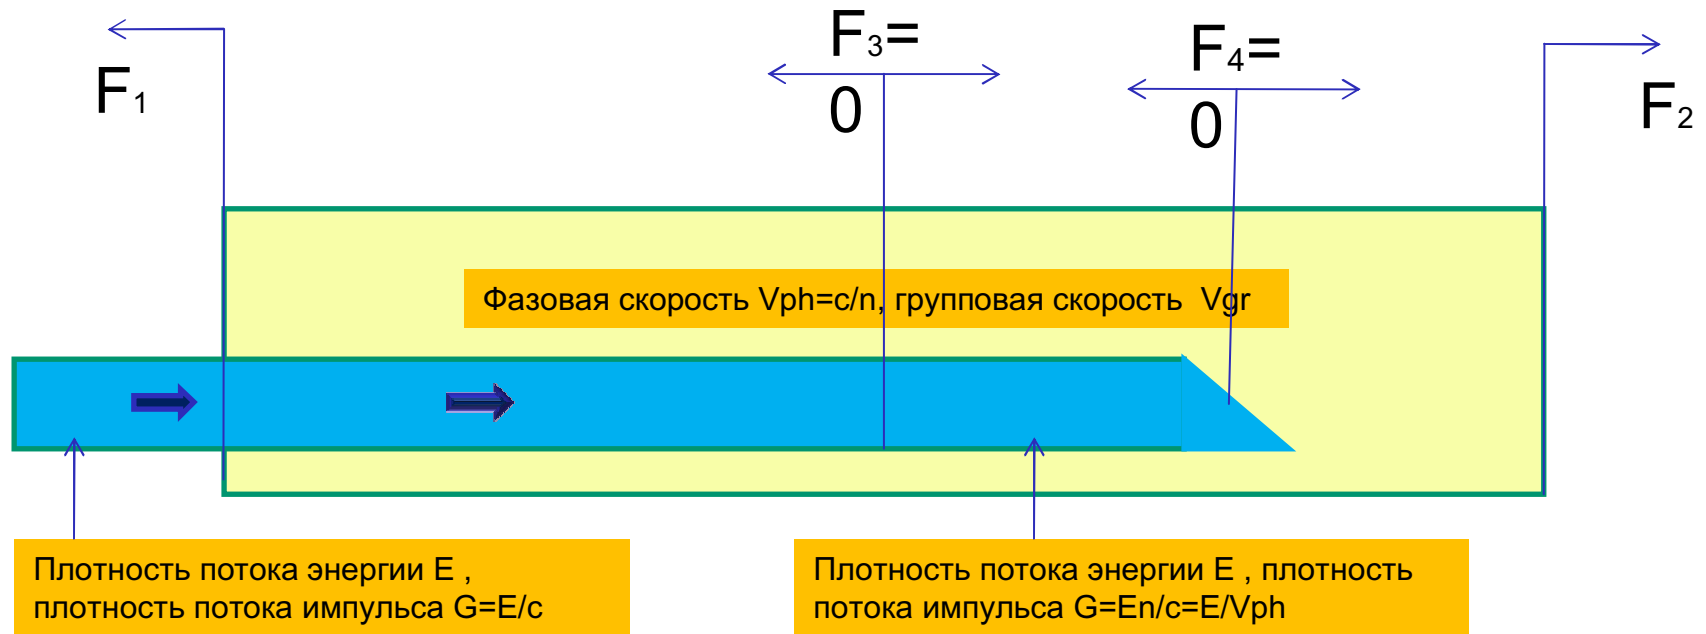 F₁
F₃=
0
F₄=
0
F₂
Фазовая скорость Vph=c/n, групповая скорость Vgr
Плотность потока энергии E ,
плотность потока импульса G=E/c
Плотность потока энергии E , плотность
потока импульса G=En/c=E/Vph